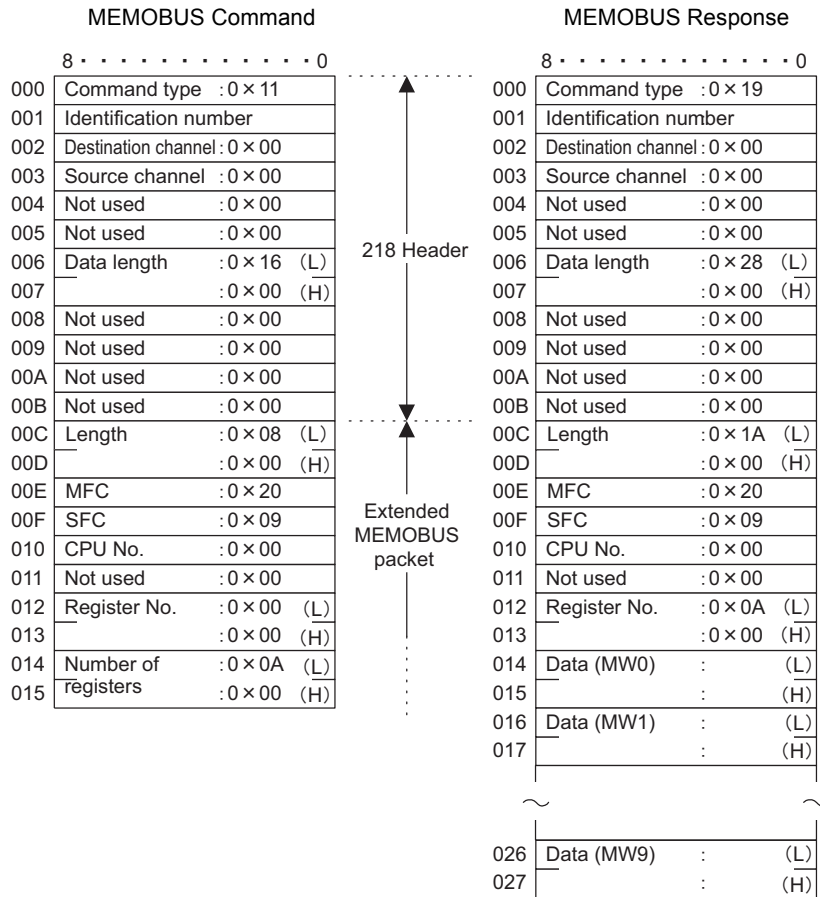 MEMOBUS Command
8 · · · · · · · · · · · · · 0
000 Command type : 0×11
001 Identification number
002 Destination channel : 0×00
003 Source channel : 0×00
004 Not used : 0×00
005 Not used : 0×00
006 Data length : 0×16 (L)
007 : 0×00 (H)
008 Not used : 0×00
009 Not used : 0×00
00A Not used : 0×00
00B Not used : 0×00
00C Length : 0×08 (L)
00D : 0×00 (H)
00E MFC : 0×20
00F SFC : 0×09
010 CPU No. : 0×00
011 Not used : 0×00
012 Register No. : 0×00 (L)
013 : 0×00 (H)
014 Number of : 0×0A (L)
015 registers : 0×00 (H)
218 Header
Extended
MEMOBUS
packet
MEMOBUS Response
8 · · · · · · · · · · · · · 0
000 Command type : 0×19
001 Identification number
002 Destination channel : 0×00
003 Source channel : 0×00
004 Not used : 0×00
005 Not used : 0×00
006 Data length : 0×28 (L)
007 : 0×00 (H)
008 Not used : 0×00
009 Not used : 0×00
00A Not used : 0×00
00B Not used : 0×00
00C Length : 0×1A (L)
00D : 0×00 (H)
00E MFC : 0×20
00F SFC : 0×09
010 CPU No. : 0×00
011 Not used : 0×00
012 Register No. : 0×0A (L)
013 : 0×00 (H)
014 Data (MW0) : (L)
015 : (H)
016 Data (MW1) : (L)
017 : (H)
026 Data (MW9) : (L)
027 : (H)